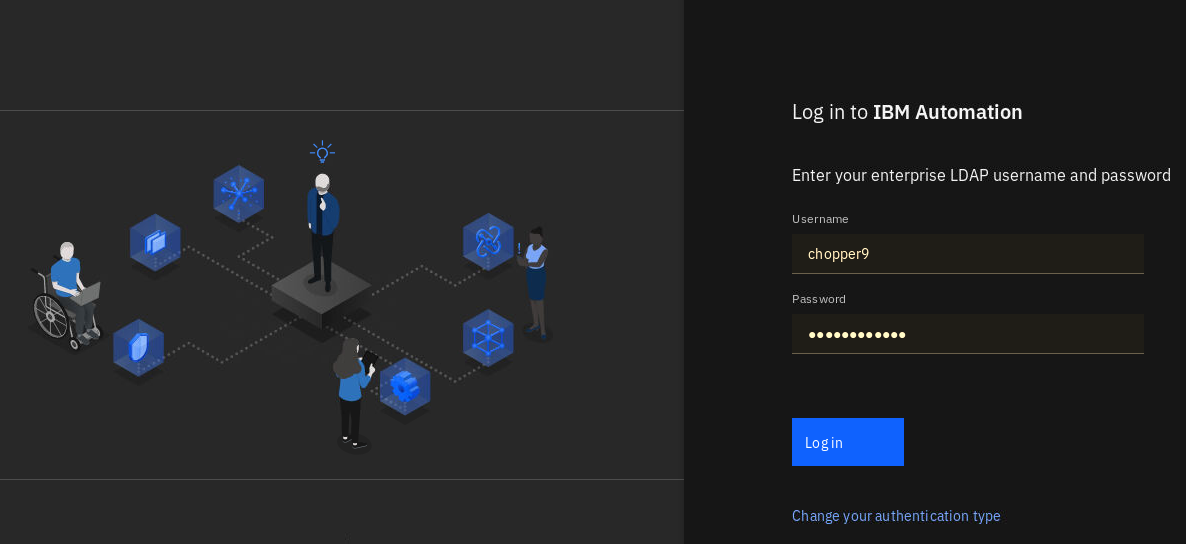 Log in to IBM Automation
Enter your enterprise LDAP username and password
Username
chopper9
Password
●●●●●●●●●●●●
Log in
Change your authentication type